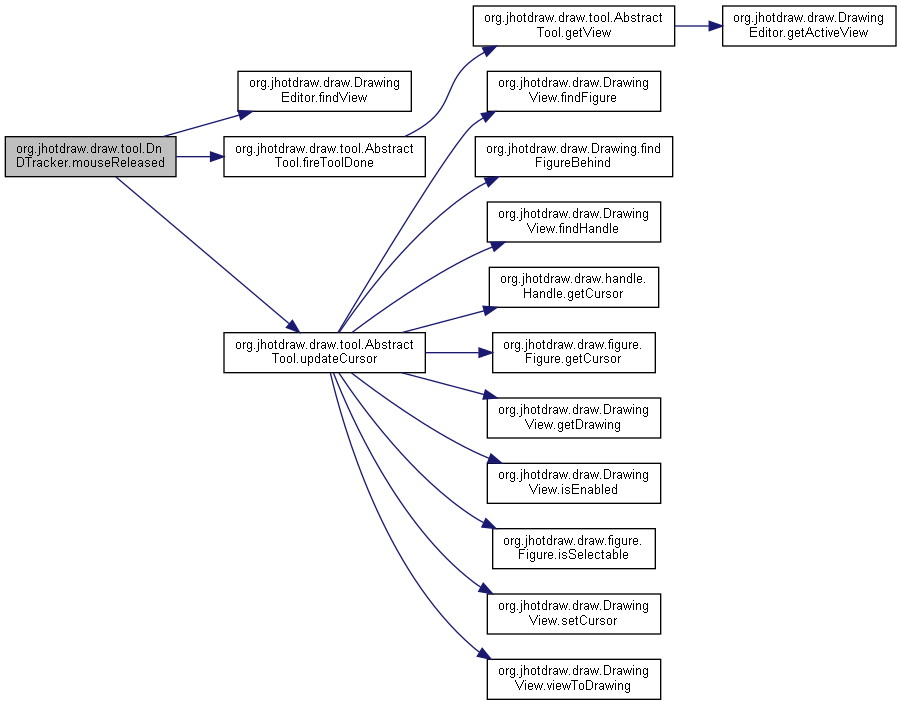 org.jhotdraw.draw.tool.Abstract
Tool.getView
org.jhotdraw.draw.Drawing
Editor.getActiveView
org.jhotdraw.draw.Drawing
Editor.findView
org.jhotdraw.draw.Drawing
View.findFigure
org.jhotdraw.draw.tool.Dn
DTracker.mouseReleased
org.jhotdraw.draw.tool.Abstract
Tool.fireToolDone
org.jhotdraw.draw.Drawing.find
FigureBehind
org.jhotdraw.draw.Drawing
View.findHandle
org.jhotdraw.draw.handle.
Handle.getCursor
org.jhotdraw.draw.tool.Abstract
Tool.updateCursor
org.jhotdraw.draw.figure.
Figure.getCursor
org.jhotdraw.draw.Drawing
View.getDrawing
org.jhotdraw.draw.Drawing
View.isEnabled
org.jhotdraw.draw.figure.
Figure.isSelectable
org.jhotdraw.draw.Drawing
View.setCursor
org.jhotdraw.draw.Drawing
View.viewToDrawing